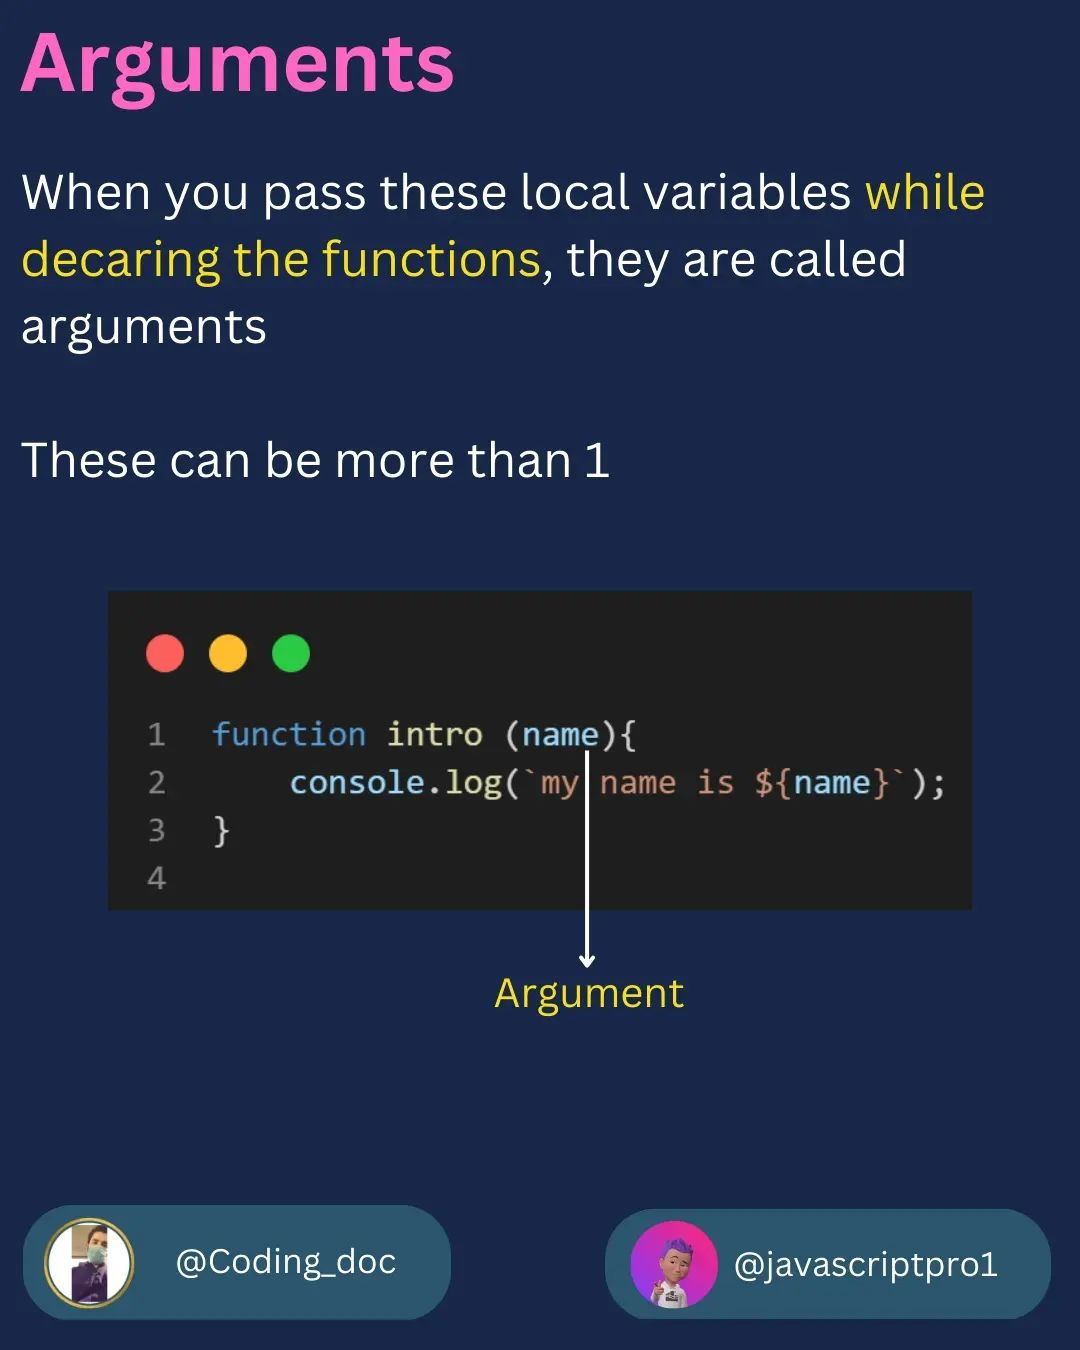 Arguments
When you pass these local variables while
decaring the functions, they are called
arguments
These can be more than 1
1 function intro (name){
2 console.log(`my name is ${name}`);
3 }
4
Argument
@Coding_doc
@javascriptpro1